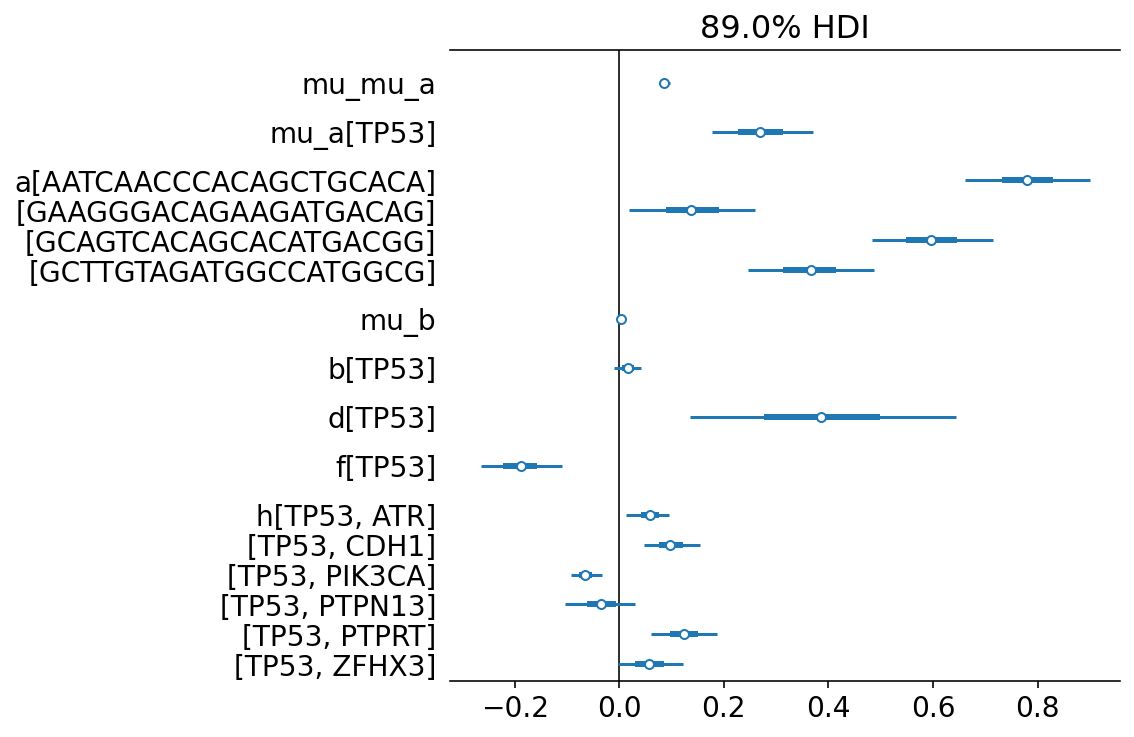 89.0% HDI
mu_mu_a
mu_a[TP53]
a[AATCAACCCACAGCTGCACA]
[GAAGGGACAGAAGATGACAG]
[GCAGTCACAGCACATGACGG]
[GCTTGTAGATGGCCATGGCG]
mu_b
b[TP53]
d[TP53]
f[TP53]
h[TP53, ATR]
[TP53, CDH1]
[TP53, PIK3CA]
[TP53, PTPN13]
[TP53, PTPRT]
[TP53, ZFHX3]
−0.2 0.0 0.2 0.4 0.6 0.8